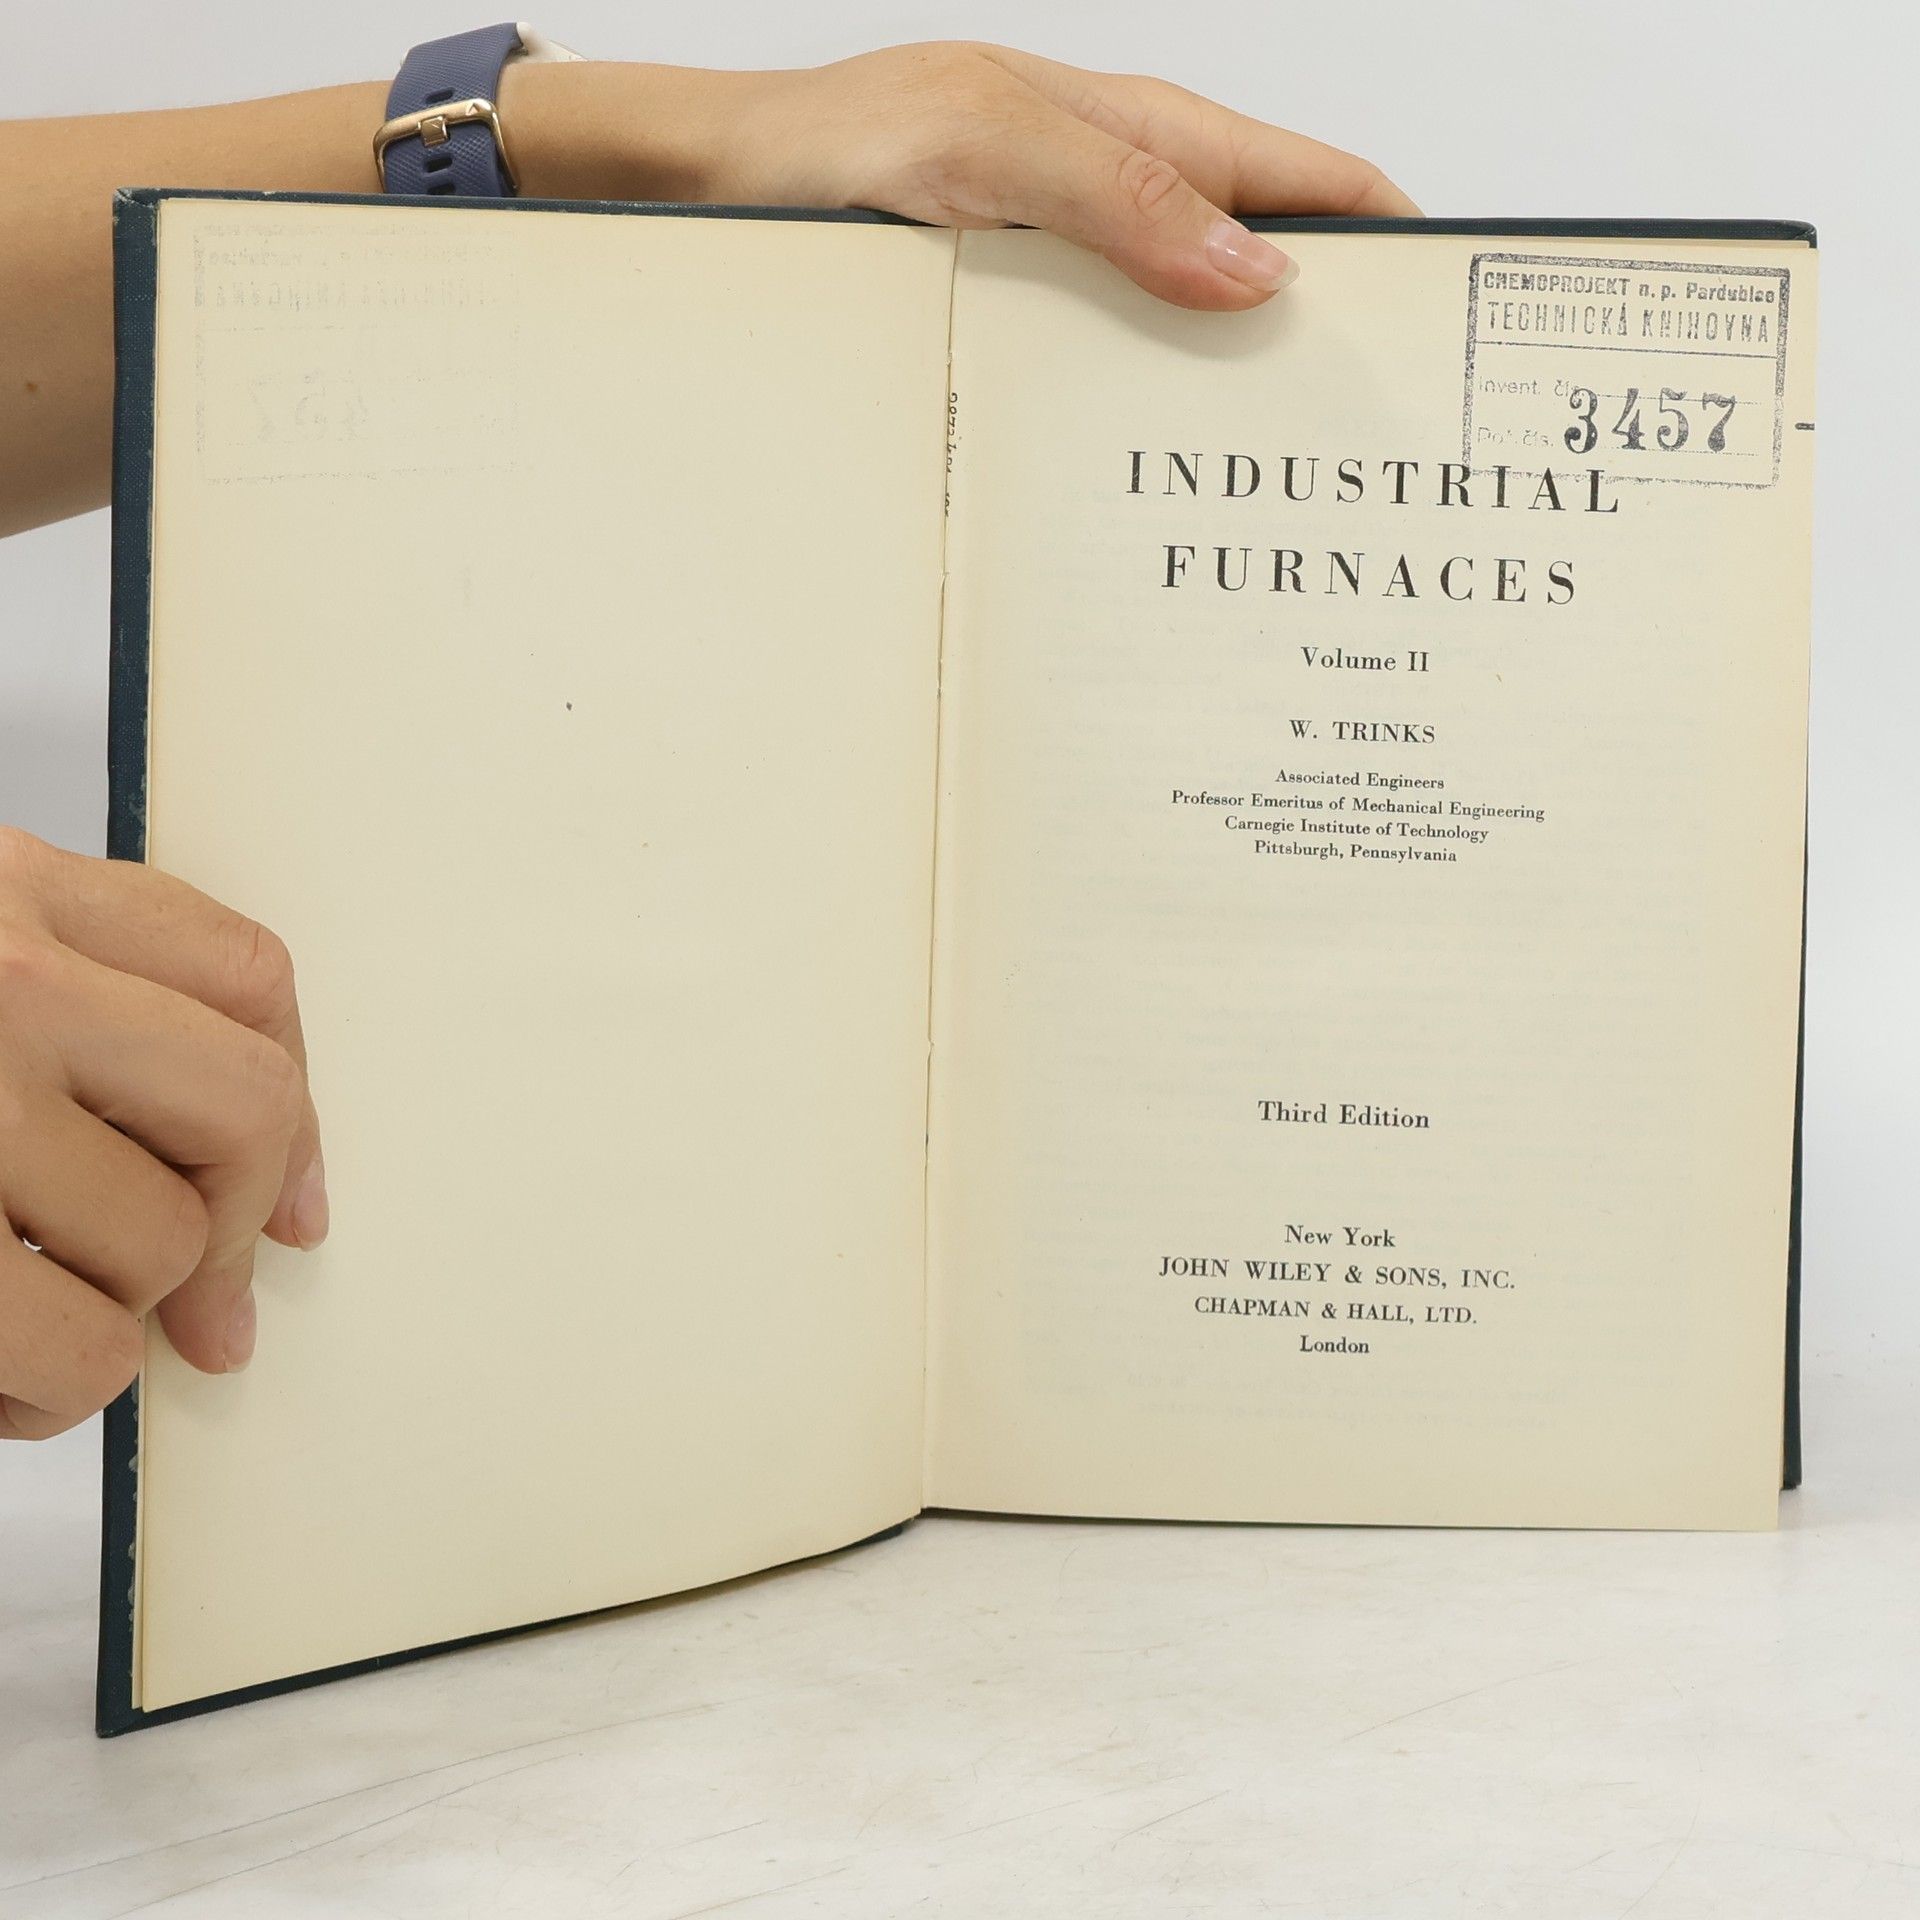 CHEMOPROJEKT n. p. Pardubice
TECHNICKÁ KNIHOVNA
Invent. čís.
Poř. čís. 3457
INDUSTRIAL
FURNACES
Volume II
W. TRINKS
Associated Engineers
Professor Emeritus of Mechanical Engineering
Carnegie Institute of Technology
Pittsburgh, Pennsylvania
Third Edition
New York
JOHN WILEY & SONS, INC.
CHAPMAN & HALL, LTD.
London